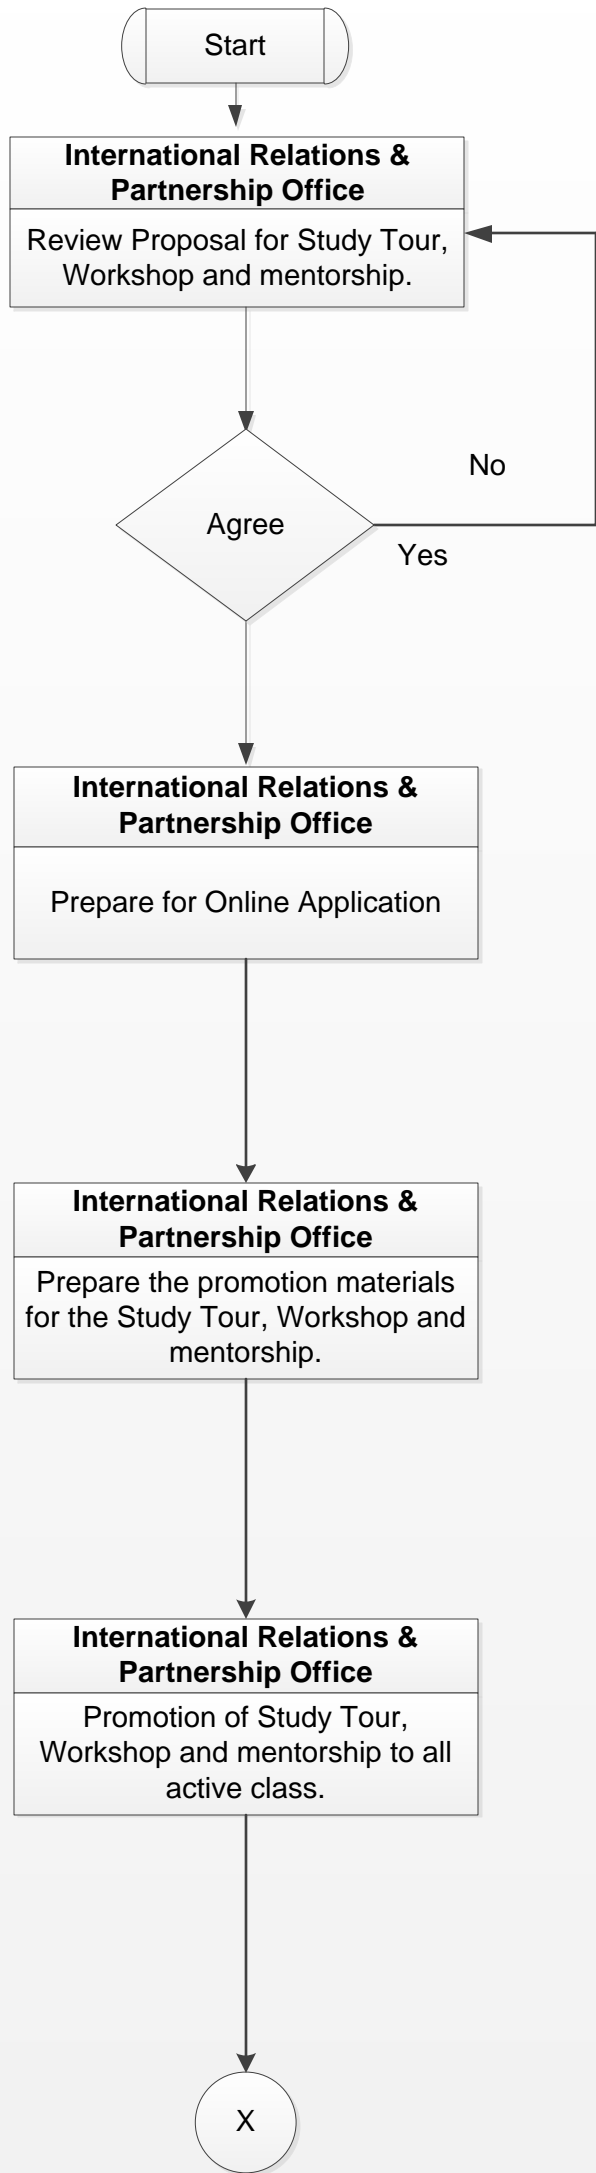 Start
International Relations &
Partnership Office
Review Proposal for Study Tour,
Workshop and mentorship.
No
Agree
Yes
International Relations &
Partnership Office
Prepare for Online Application
International Relations &
Partnership Office
Prepare the promotion materials
for the Study Tour, Workshop and
mentorship.
International Relations &
Partnership Office
Promotion of Study Tour,
Workshop and mentorship to all
active class.
X